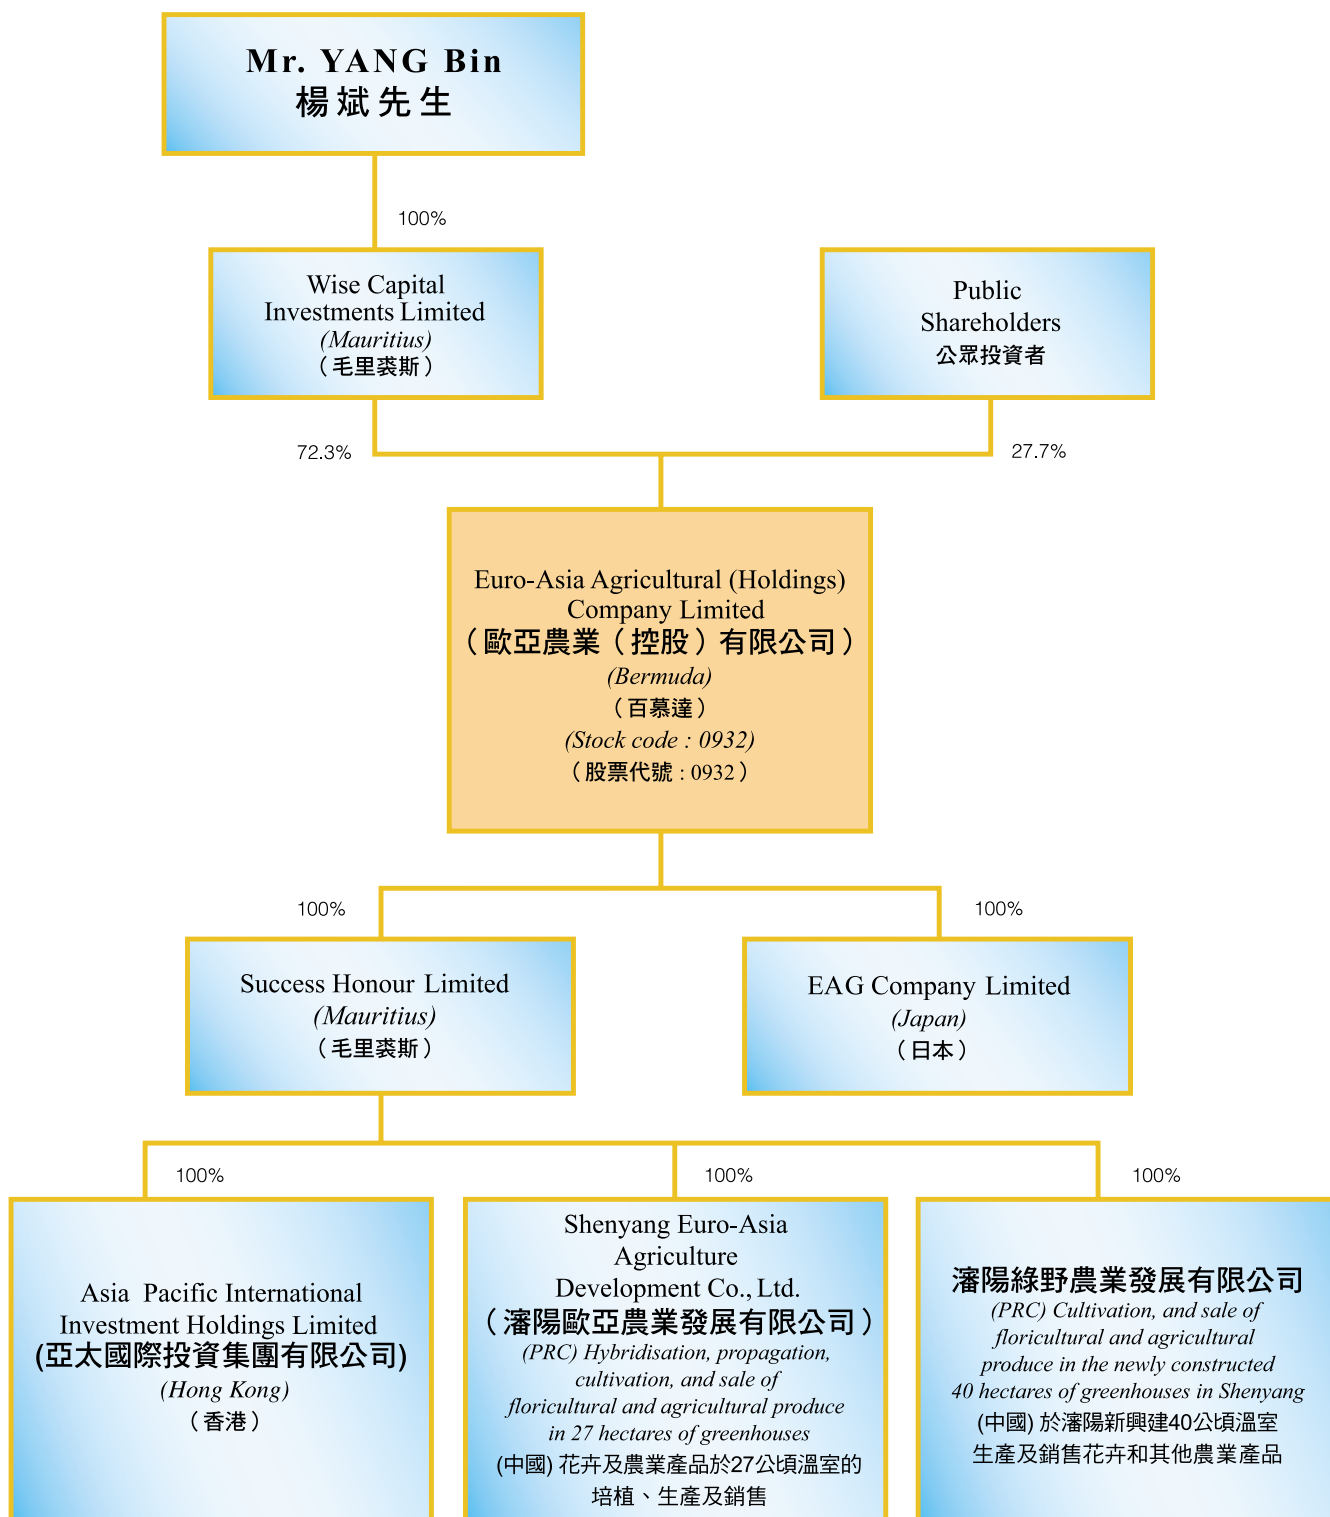 Mr. YANG Bin
楊斌先生
100%
Wise Capital
Investments Limited
(Mauritius)
（毛里裘斯）
Public
Shareholders
公眾投資者
72.3%
27.7%
Euro-Asia Agricultural (Holdings)
Company Limited
（歐亞農業（控股）有限公司）
(Bermuda)
（百慕達）
(Stock code : 0932)
（股票代號 : 0932）
100%
100%
Success Honour Limited
(Mauritius)
（毛里裘斯）
EAG Company Limited
(Japan)
（日本）
100%
100%
100%
Asia Pacific International
Investment Holdings Limited
(亞太國際投資集團有限公司)
(Hong Kong)
（香港）
Shenyang Euro-Asia
Agriculture
Development Co., Ltd.
（瀋陽歐亞農業發展有限公司）
(PRC) Hybridisation, propagation,
cultivation, and sale of
floricultural and agricultural produce
in 27 hectares of greenhouses
(中國) 花卉及農業產品於27公頃溫室的
培植、生產及銷售
瀋陽綠野農業發展有限公司
(PRC) Cultivation, and sale of
floricultural and agricultural
produce in the newly constructed
40 hectares of greenhouses in Shenyang
(中國) 於瀋陽新興建40公頃溫室
生產及銷售花卉和其他農業產品